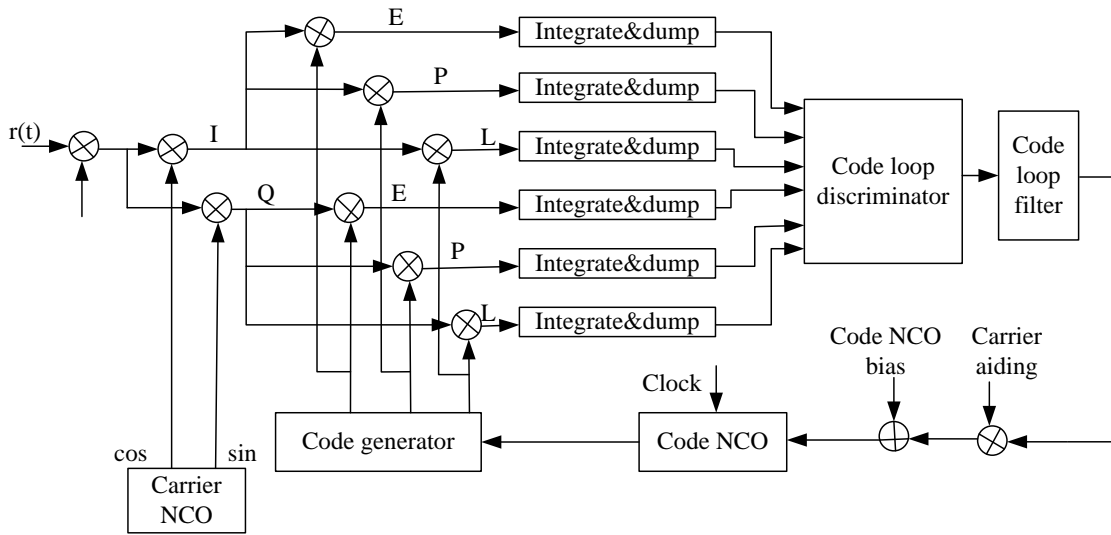 E
Integrate&dump
P
Integrate&dump
r(t)
I
L
Integrate&dump
Code loop
discriminator
Code
loop
filter
Q
E
Integrate&dump
P
Integrate&dump
L
Integrate&dump
Code NCO
bias
Carrier
aiding
Clock
Code generator
Code NCO
cos
sin
Carrier
NCO